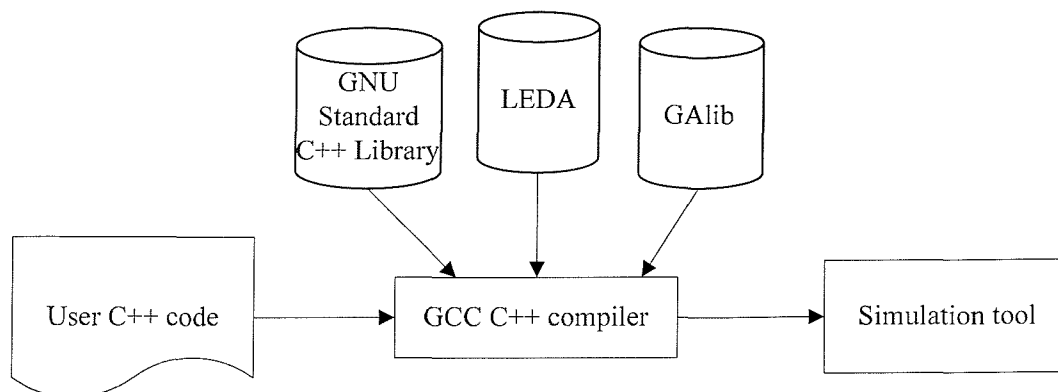 GNU
Standard
C++ Library
LEDA
GAlib
User C++ code
GCC C++ compiler
Simulation tool